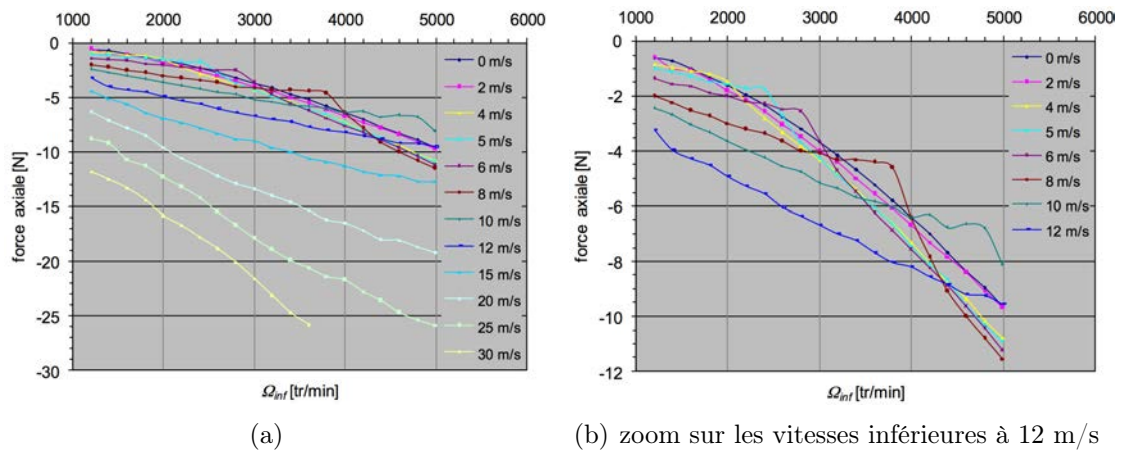 1000 2000 3000 4000 5000 6000
0
-5
-10
-15
-20
-25
-30
force axiale [N]
0 m/s
2 m/s
4 m/s
5 m/s
6 m/s
8 m/s
10 m/s
12 m/s
15 m/s
20 m/s
25 m/s
30 m/s
Ω inf [tr/min]
(a)
1000 2000 3000 4000 5000 6000
0
-2
-4
-6
-8
-10
-12
force axiale [N]
0 m/s
2 m/s
4 m/s
5 m/s
6 m/s
8 m/s
10 m/s
12 m/s
Ω inf [tr/min]
(b) zoom sur les vitesses inférieures à 12 m/s